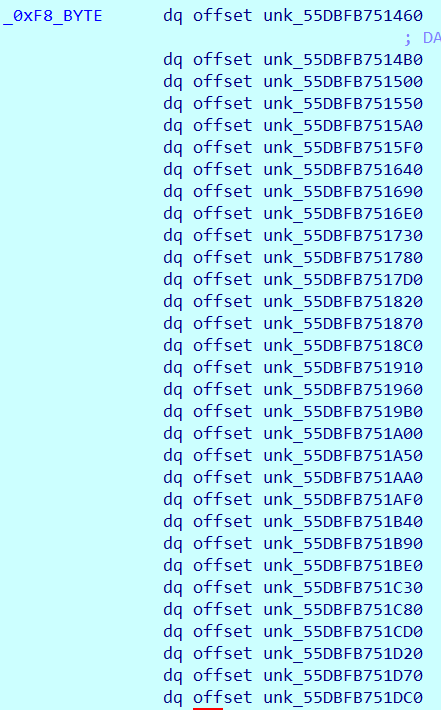 _0xF8_BYTE dq offset unk_55DBFB751460
; DA
dq offset unk_55DBFB7514B0
dq offset unk_55DBFB751500
dq offset unk_55DBFB751550
dq offset unk_55DBFB7515A0
dq offset unk_55DBFB7515F0
dq offset unk_55DBFB751640
dq offset unk_55DBFB751690
dq offset unk_55DBFB7516E0
dq offset unk_55DBFB751730
dq offset unk_55DBFB751780
dq offset unk_55DBFB7517D0
dq offset unk_55DBFB751820
dq offset unk_55DBFB751870
dq offset unk_55DBFB7518C0
dq offset unk_55DBFB751910
dq offset unk_55DBFB751960
dq offset unk_55DBFB7519B0
dq offset unk_55DBFB751A00
dq offset unk_55DBFB751A50
dq offset unk_55DBFB751AA0
dq offset unk_55DBFB751AF0
dq offset unk_55DBFB751B40
dq offset unk_55DBFB751B90
dq offset unk_55DBFB751BE0
dq offset unk_55DBFB751C30
dq offset unk_55DBFB751C80
dq offset unk_55DBFB751CD0
dq offset unk_55DBFB751D20
dq offset unk_55DBFB751D70
dq offset unk_55DBFB751DC0